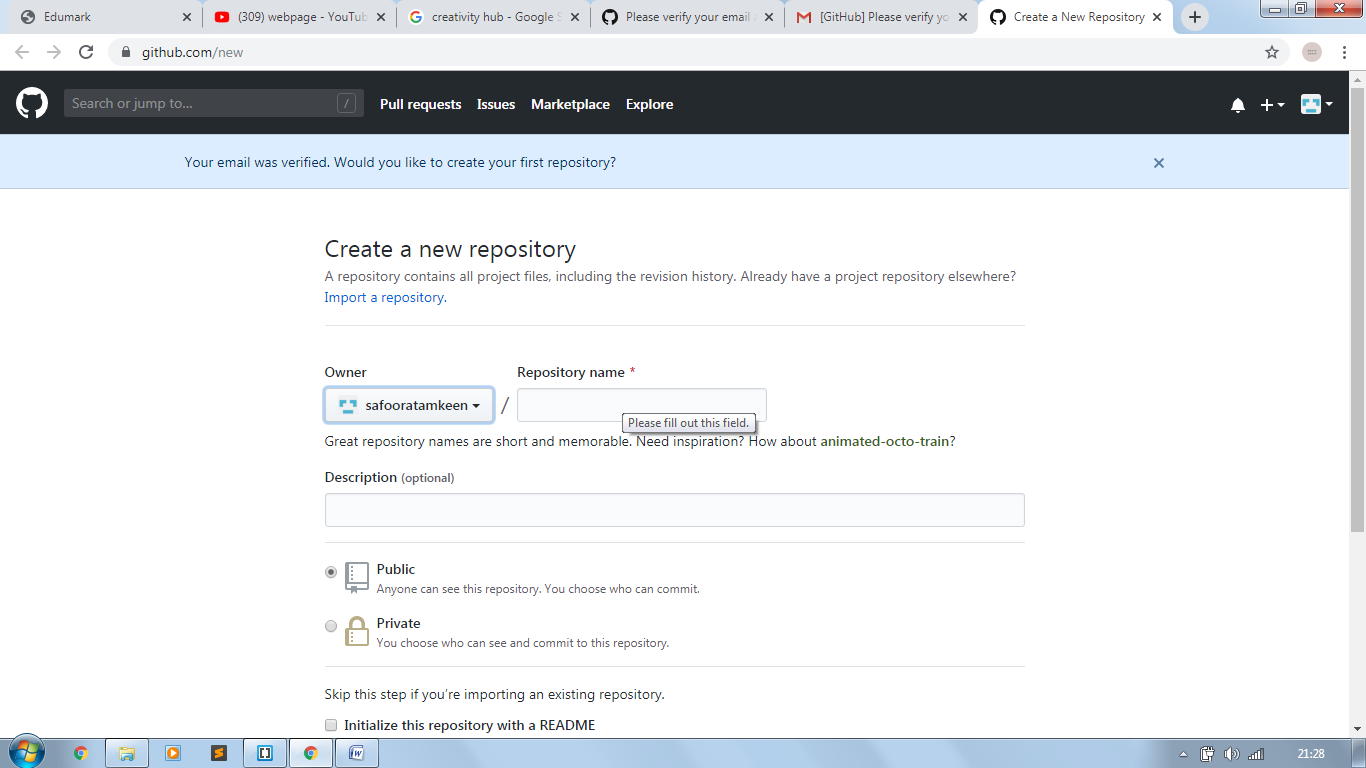 Edumark
(309) webpage - YouTub
creativity hub - Google S
Please verify your email a
[GitHub] Please verify yo
Create a New Repository
github.com/new
Search or jump to... /
Pull requests Issues Marketplace Explore
Your email was verified. Would you like to create your first repository?
Create a new repository
A repository contains all project files, including the revision history. Already have a project repository elsewhere?
Import a repository.
Owner
Repository name *
safooratamkeen /
Please fill out this field.
Great repository names are short and memorable. Need inspiration? How about animated-octo-train?
Description (optional)
Public
Anyone can see this repository. You choose who can commit.
Private
You choose who can see and commit to this repository.
Skip this step if you're importing an existing repository.
Initialize this repository with a README
21:28